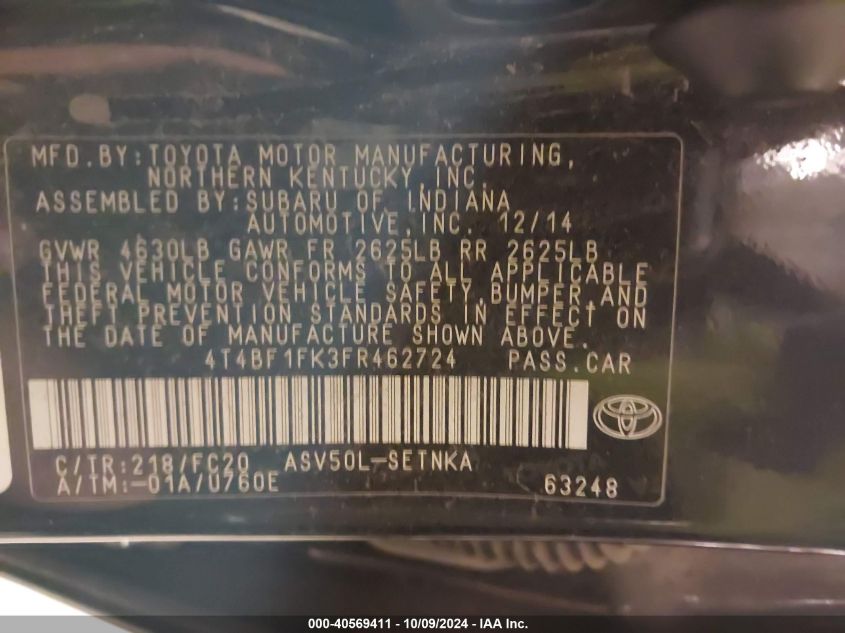 MFD.BY:TOYOTA MOTOR MANUFACTURING,
NORTHERN KENTUCKY,INC.
ASSEMBLED BY:SUBARU OF INDIANA
AUTOMOTIVE,INC. 12/14
GVWR 4630LB GAWR FR 2625LB RR 2625LB
THIS VEHICLE CONFORMS TO ALL APPLICABLE
FEDERAL MOTOR VEHICLE SAFETY,BUMPER,AND
THEFT PREVENTION STANDARDS IN EFFECT ON
THE DATE OF MANUFACTURE SHOWN ABOVE.
4T4BF1FK3FR462724 PASS.CAR
C/TR:218/FC20 ASV50L-SETNKA
A/TM:-01A/U760E 63248
000-40569411 - 10/09/2024 - IAA Inc.